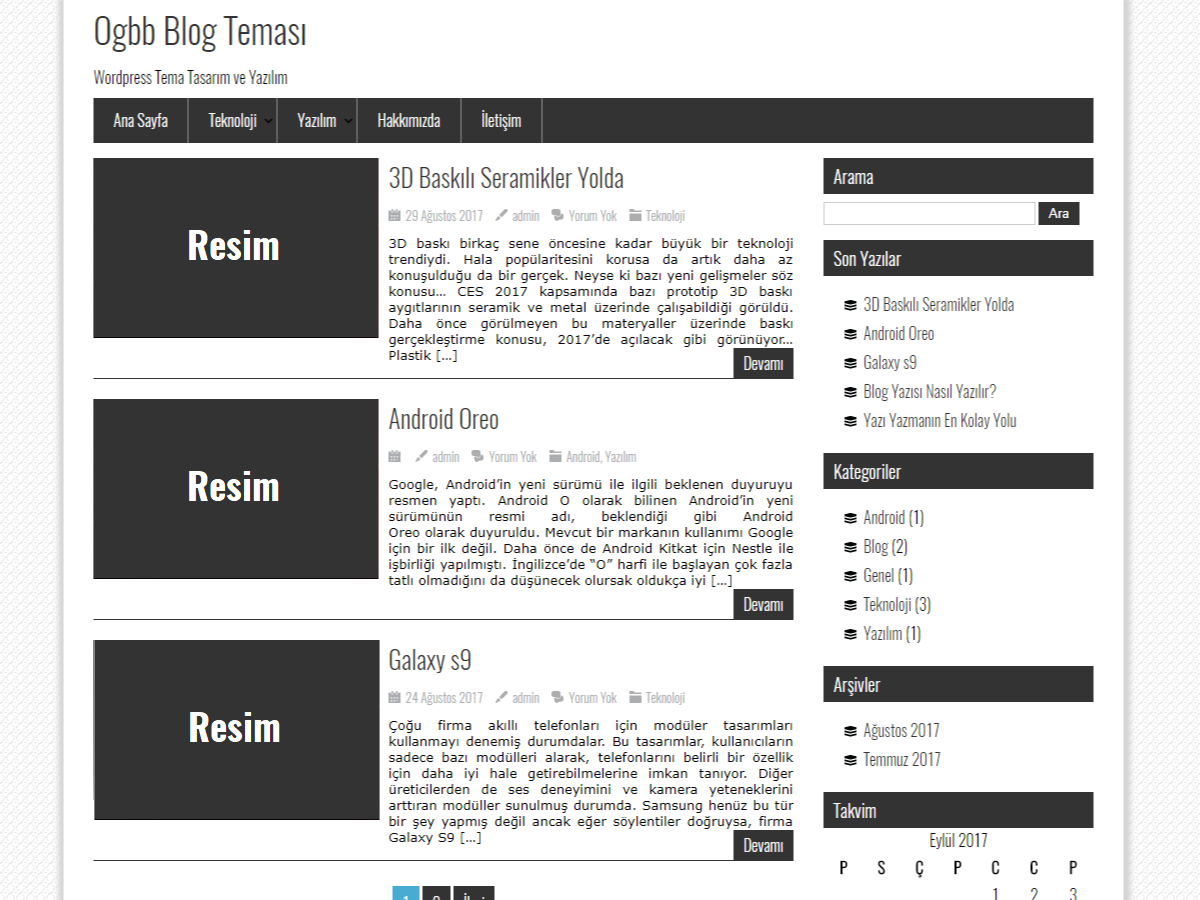 Ogbb Blog Teması
Wordpress Tema Tasarım ve Yazılım
Ana Sayfa Teknoloji Yazılım Hakkımızda İletişim
Resim
3D Baskılı Seramikler Yolda
29 Ağustos 2017 admin Yorum Yok Teknoloji
3D baskı birkaç sene öncesine kadar büyük bir teknoloji
trendiydi. Hala popülaritesini korusa da artık daha az
konuşulduğu da bir gerçek. Neyse ki bazı yeni gelişmeler söz
konusu… CES 2017 kapsamında bazı prototip 3D baskı
aygıtlarının seramik ve metal üzerinde çalışabildiği görüldü.
Daha önce görülmeyen bu materyaller üzerinde baskı
gerçekleştirme konusu, 2017’de açılacak gibi görünüyor…
Plastik […]
Devamı
Resim
Android Oreo
admin Yorum Yok Android, Yazılım
Google, Android’in yeni sürümü ile ilgili beklenen duyuruyu
resmen yaptı. Android O olarak bilinen Android’in yeni
sürümünün resmi adı, beklendiği gibi Android
Oreo olarak duyuruldu. Mevcut bir markanın kullanımı Google
için bir ilk değil. Daha önce de Android Kitkat için Nestle ile
işbirliği yapılmıştı. İngilizce’de “O” harfi ile başlayan çok fazla
tatlı olmadığını da düşünecek olursak oldukça iyi […]
Devamı
Resim
Galaxy s9
24 Ağustos 2017 admin Yorum Yok Teknoloji
Çoğu firma akıllı telefonları için modüler tasarımları
kullanmayı denemiş durumdalar. Bu tasarımlar, kullanıcıların
sadece bazı modülleri alarak, telefonlarını belirli bir özellik
için daha iyi hale getirebilmelerine imkan tanıyor. Diğer
üreticilerden de ses deneyimini ve kamera yeteneklerini
arttıran modüller sunulmuş durumda. Samsung henüz bu tür
bir şey yapmış değil ancak eğer söylentiler doğruysa, firma
Galaxy S9 […]
Devamı
1 2 İleri
Arama
Ara
Son Yazılar
3D Baskılı Seramikler Yolda
Android Oreo
Galaxy s9
Blog Yazısı Nasıl Yazılır?
Yazı Yazmanın En Kolay Yolu
Kategoriler
Android (1)
Blog (2)
Genel (1)
Teknoloji (3)
Yazılım (1)
Arşivler
Ağustos 2017
Temmuz 2017
Takvim
Eylül 2017
P S Ç P C C P
1 2 3